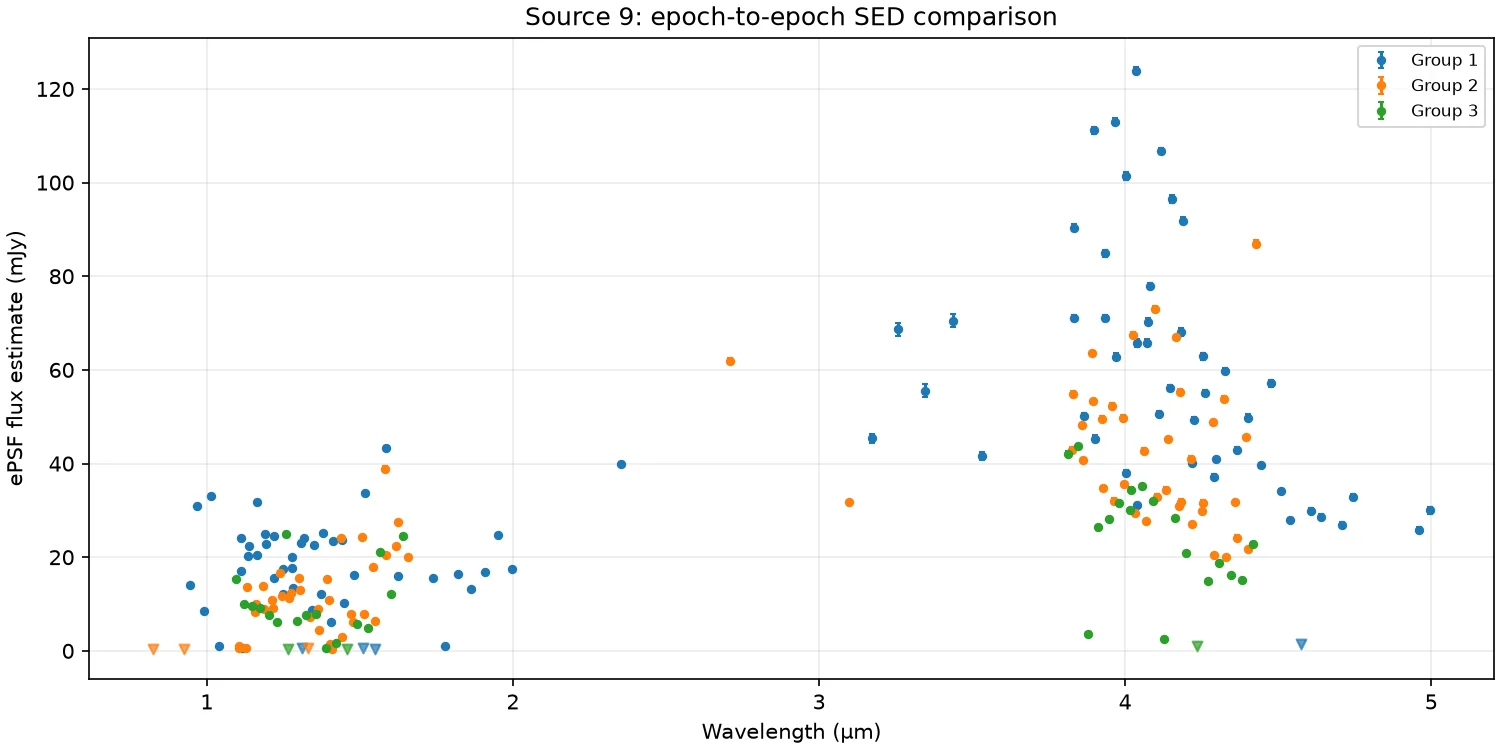 Source 9: epoch-to-epoch SED comparison
ePSF flux estimate (mJy)
120
100
80
60
40
20
0
1
2
3
4
5
Wavelength (µm)
Group 1
Group 2
Group 3